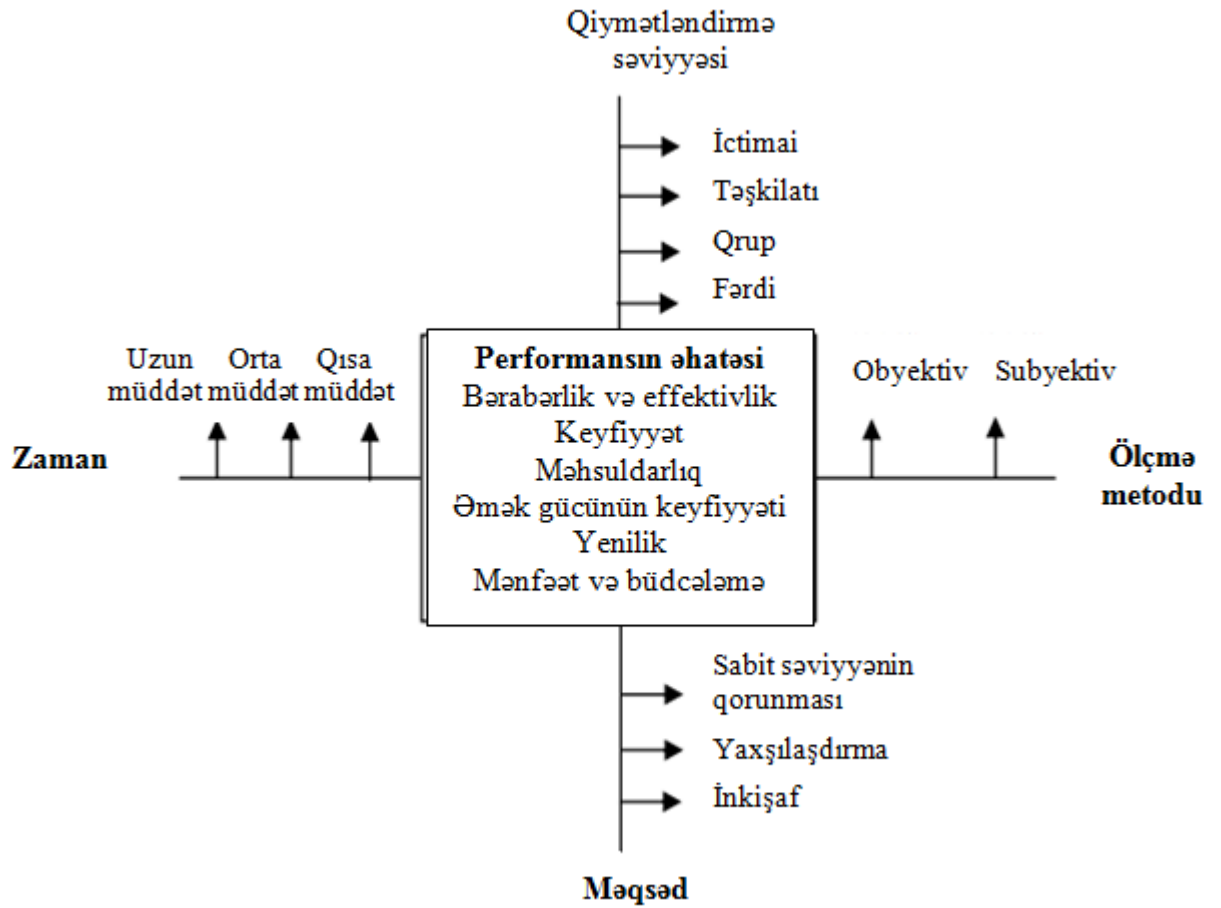 Qiymətləndirmə
səviyyəsi
İctimai
Təşkilatı
Qrup
Fərdi
Uzun
müddət
Orta
müddət
Qısa
müddət
Zaman
Performansın əhatəsi
Bərabərlik və effektivlik
Keyfiyyət
Məhsuldarlıq
Əmək gücünün keyfiyyəti
Yenilik
Mənfəət və büdcələmə
Obyektiv
Subyektiv
Ölçmə
metodu
Sabit səviyyənin
qorunması
Yaxşılaşdırma
İnkişaf
Məqsəd